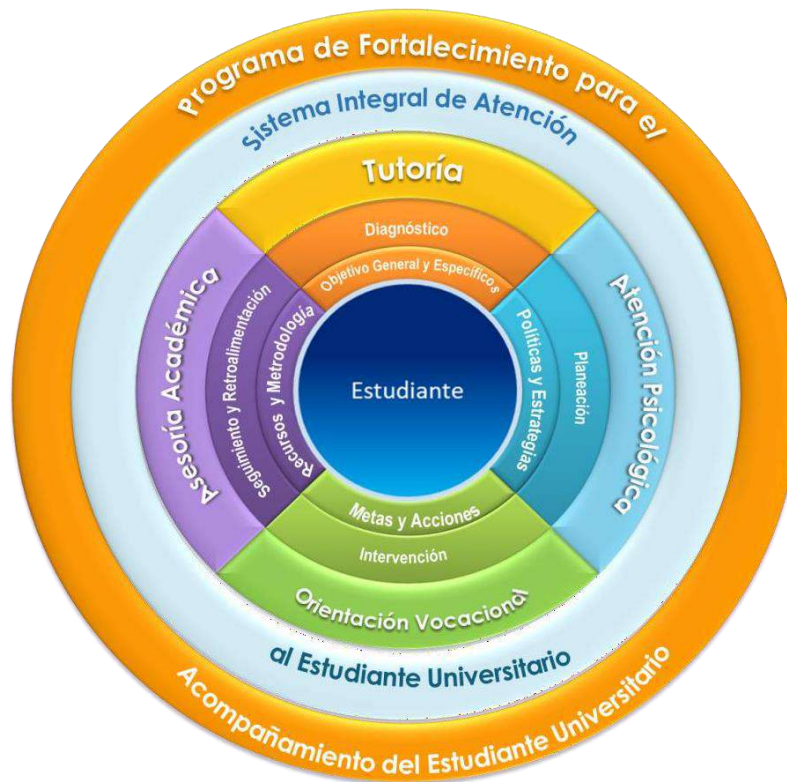 Programa de Fortalecimiento para el
Sistema Integral de Atención
Tutoría
Diagnóstico
Objetivo General y Específicos
Asesoría Académica
Seguimiento y Retroalimentación
Recursos y Metrodología
Estudiante
Políticas y Estrategias
Planeación
Atención Psicológica
Metas y Acciones
Intervención
Orientación Vocacional
al Estudiante Universitario
Acompañamiento del Estudiante Universitario